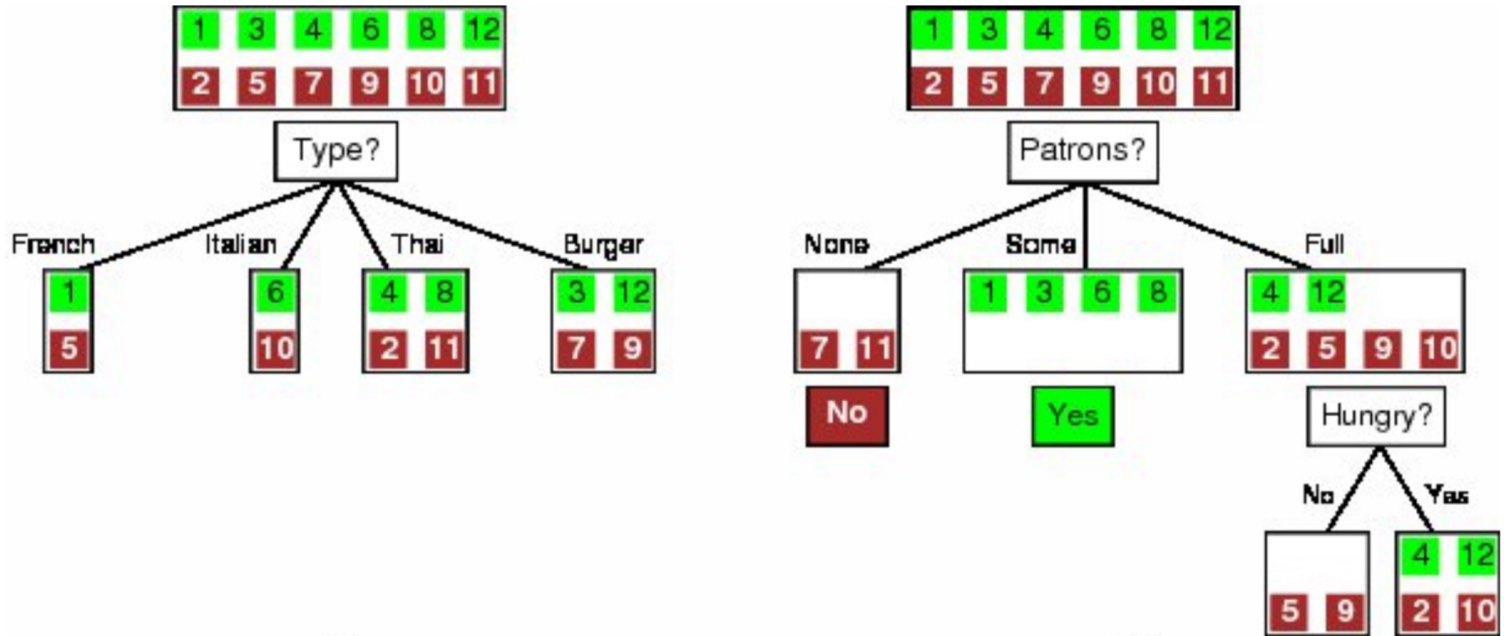 1 3 4 6 8 12
2 5 7 9 10 11
Type?
French Italian Thai Burger
1 6 4 8 3 12
5 10 2 11 7 9
1 3 4 6 8 12
2 5 7 9 10 11
Patrons?
None Some Full
1 3 6 8 4 12
7 11 2 5 9 10
No Yes Hungry?
No Yes
4 12
5 9 2 10